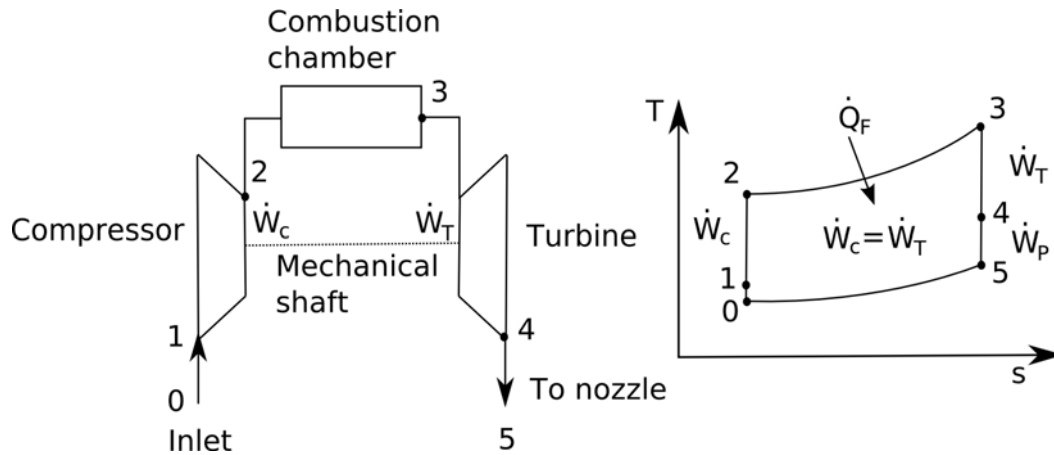 Combustion
chamber
3
2
Ẇc
ẆT
Compressor
Turbine
Mechanical
shaft
1
4
0
To nozzle
Inlet
5
T
Q̇F
3
2
ẆT
Ẇc
Ẇc=ẆT
4
ẆP
1
5
0
s